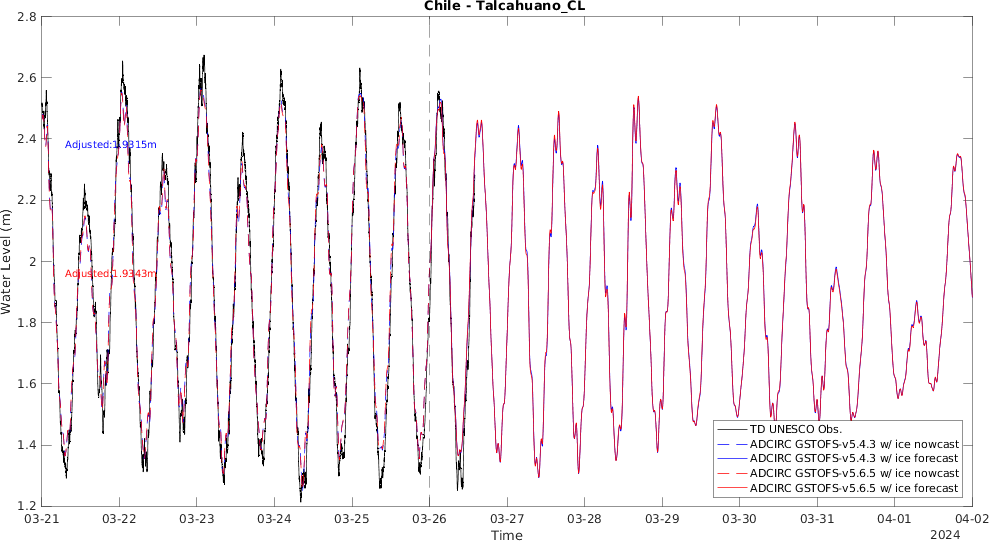 Chile - Talcahuano_CL
2.8
2.6
2.4
2.2
2
1.8
1.6
1.4
1.2
Water Level (m)
Adjusted:1.9315m
Adjusted:1.9343m
TD UNESCO Obs.
ADCIRC GSTOFS-v5.4.3 w/ ice nowcast
ADCIRC GSTOFS-v5.4.3 w/ ice forecast
ADCIRC GSTOFS-v5.6.5 w/ ice nowcast
ADCIRC GSTOFS-v5.6.5 w/ ice forecast
03-21 03-22 03-23 03-24 03-25 03-26 03-27 03-28 03-29 03-30 03-31 04-01 04-02
Time
2024